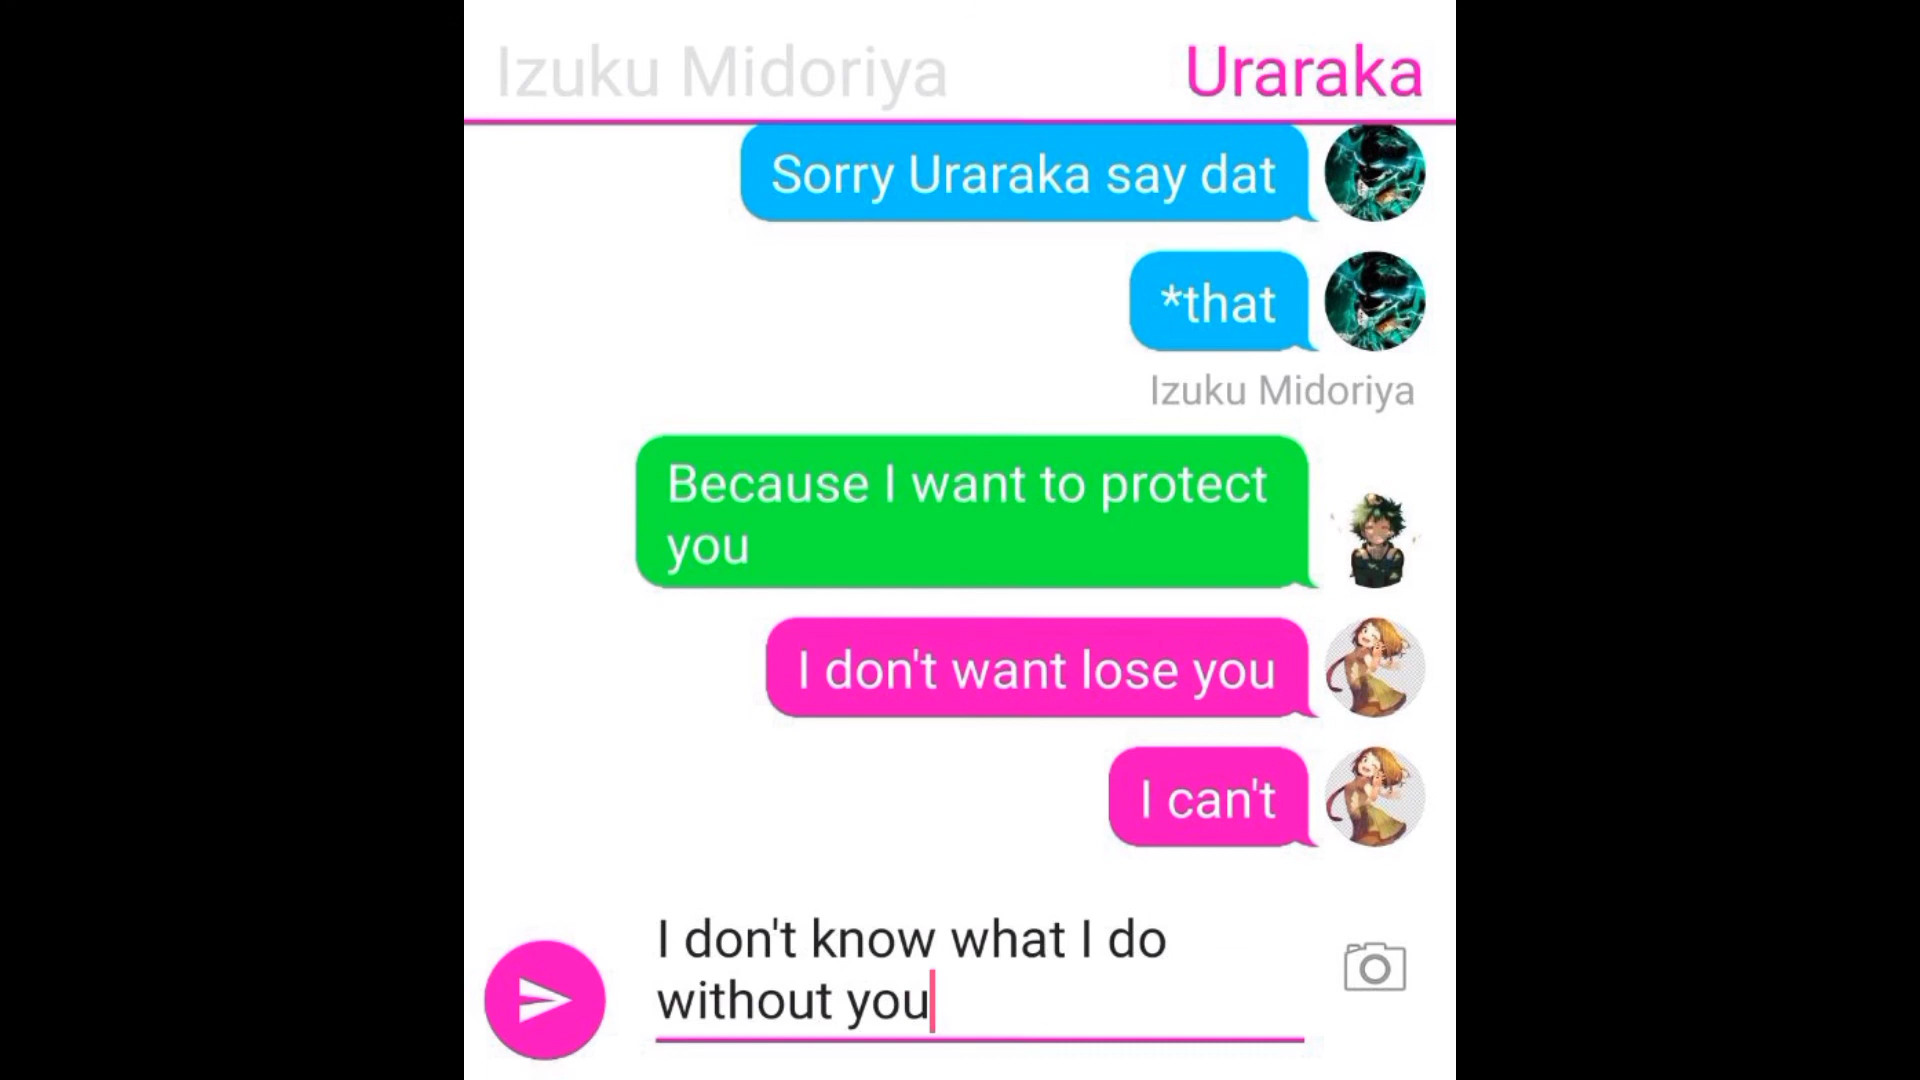 Izuku Midoriya
Uraraka
Sorry Uraraka say dat
*that
Izuku Midoriya
Because I want to protect
you
I don't want lose you
I can't
I don't know what I do
without you